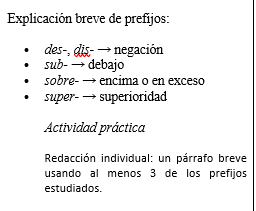 Explicación breve de prefijos:
• des-, dis- → negación
• sub- → debajo
• sobre- → encima o en exceso
• super- → superioridad
Actividad práctica
Redacción individual: un párrafo breve
usando al menos 3 de los prefijos
estudiados.